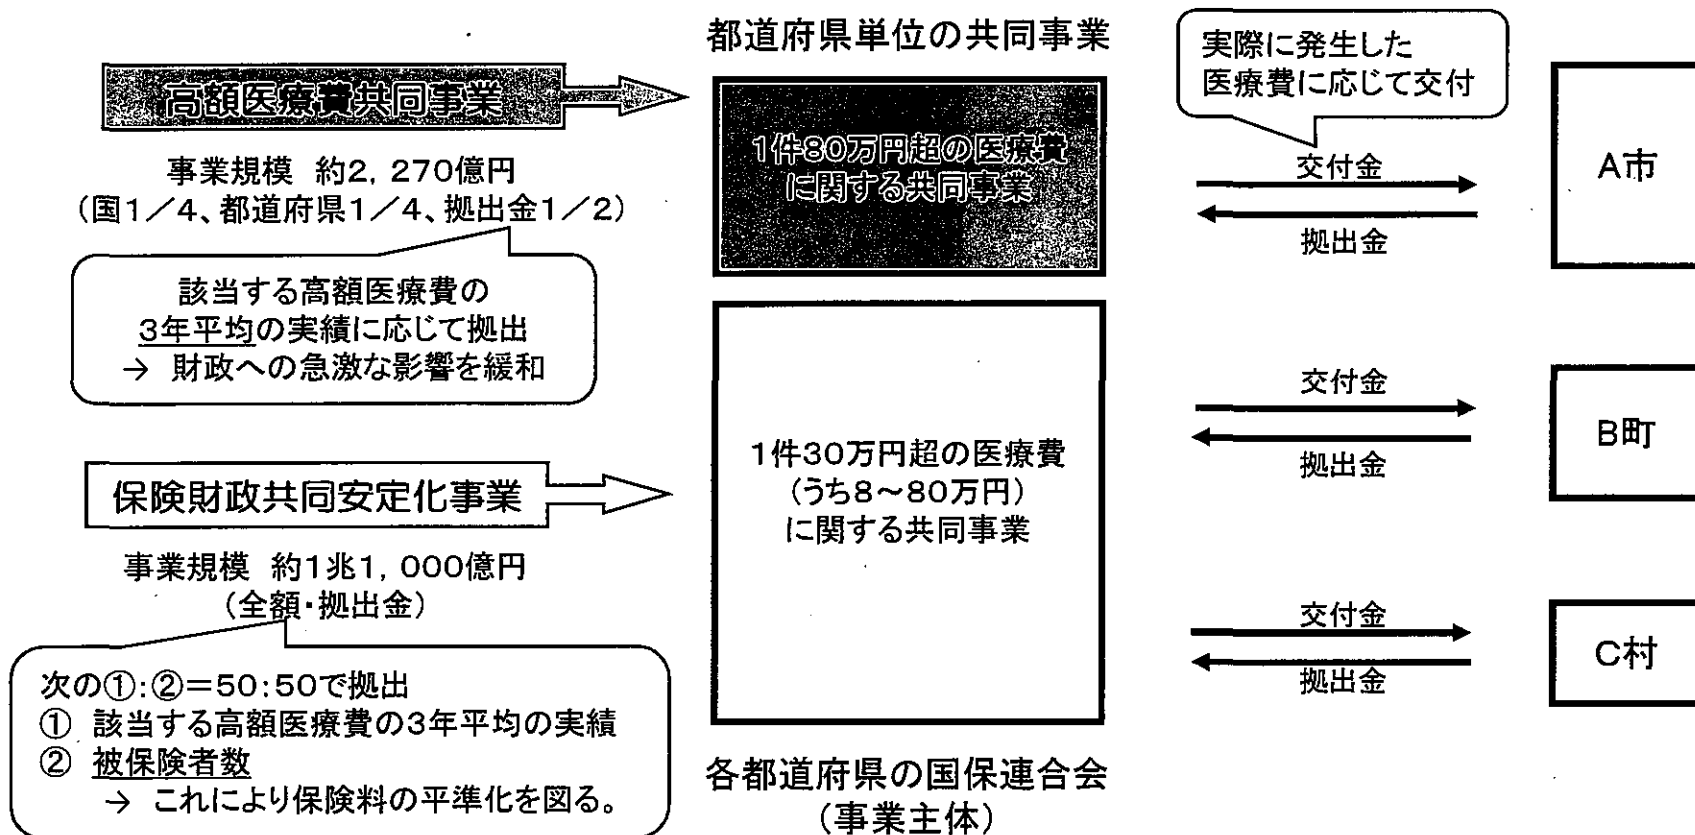 都道府県単位の共同事業
高額医療費共同事業
事業規模 約2,270億円
(国1/4、都道府県1/4、拠出金1/2)
該当する高額医療費の
3年平均の実績に応じて拠出
→ 財政への急激な影響を緩和
保険財政共同安定化事業
事業規模 約1兆1,000億円
(全額・拠出金)
次の①:②=50:50で拠出
① 該当する高額医療費の3年平均の実績
② 被保険者数
→ これにより保険料の平準化を図る。
1件80万円超の医療費
に関する共同事業
1件30万円超の医療費
(うち8~80万円)
に関する共同事業
各都道府県の国保連合会
(事業主体)
実際に発生した
医療費に応じて交付
交付金
拠出金
A市
交付金
拠出金
B町
交付金
拠出金
C村